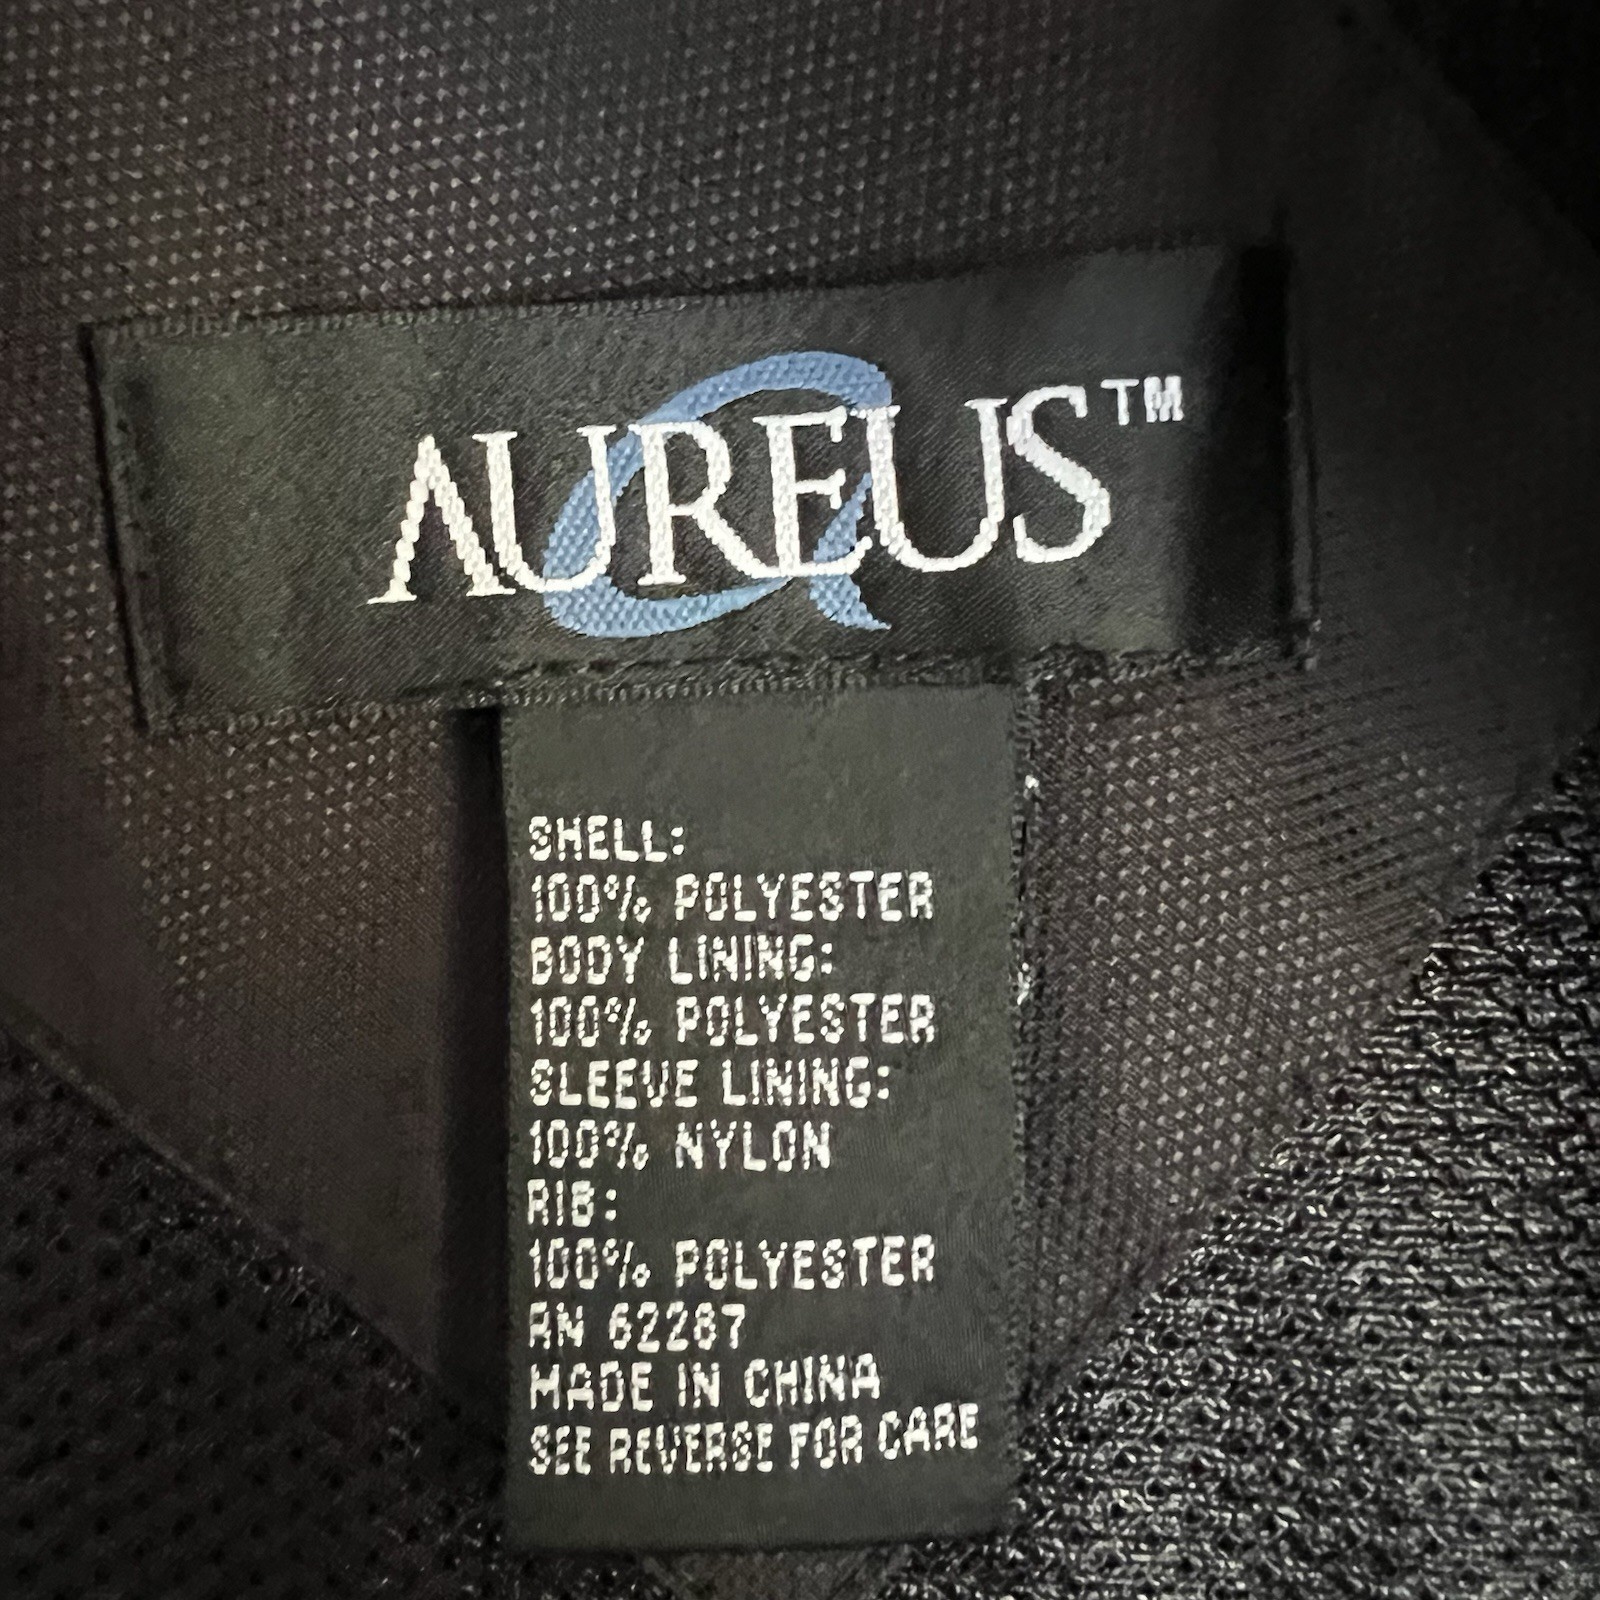 AUREUS™
SHELL:
100% POLYESTER
BODY LINING:
100% POLYESTER
SLEEVE LINING:
100% NYLON
RIB:
100% POLYESTER
RN 62287
MADE IN CHINA
SEE REVERSE FOR CARE